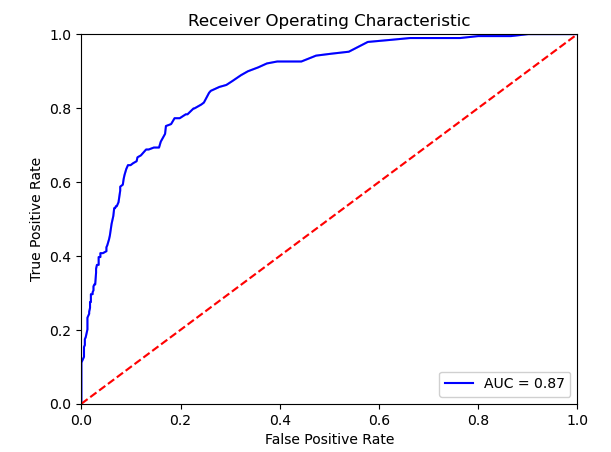 Receiver Operating Characteristic
1.0
0.8
0.6
0.4
0.2
0.0
True Positive Rate
AUC = 0.87
0.0 0.2 0.4 0.6 0.8 1.0
False Positive Rate